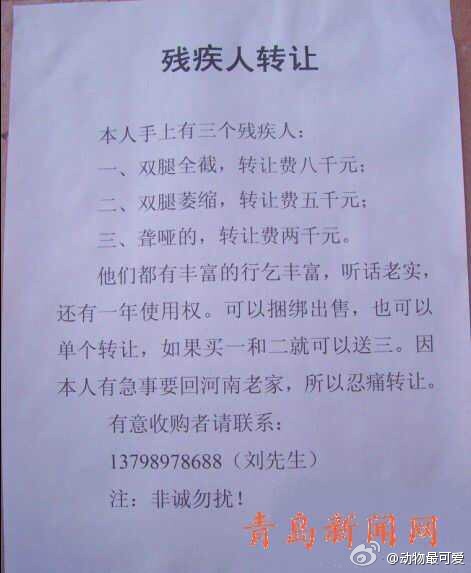 残疾人转让
本人手上有三个残疾人：
一、双腿全截，转让费八千元；
二、双腿萎缩，转让费五千元；
三、聋哑的，转让费两千元。
他们都有丰富的行乞丰富，听话老实，
还有一年使用权。可以捆绑出售，也可以
单个转让，如果买一和二就可以送三。因
本人有急事要回河南老家，所以忍痛转让。
有意收购者请联系：
13798978688（刘先生）
注：非诚勿扰！
青岛新闻网
@动物最可爱